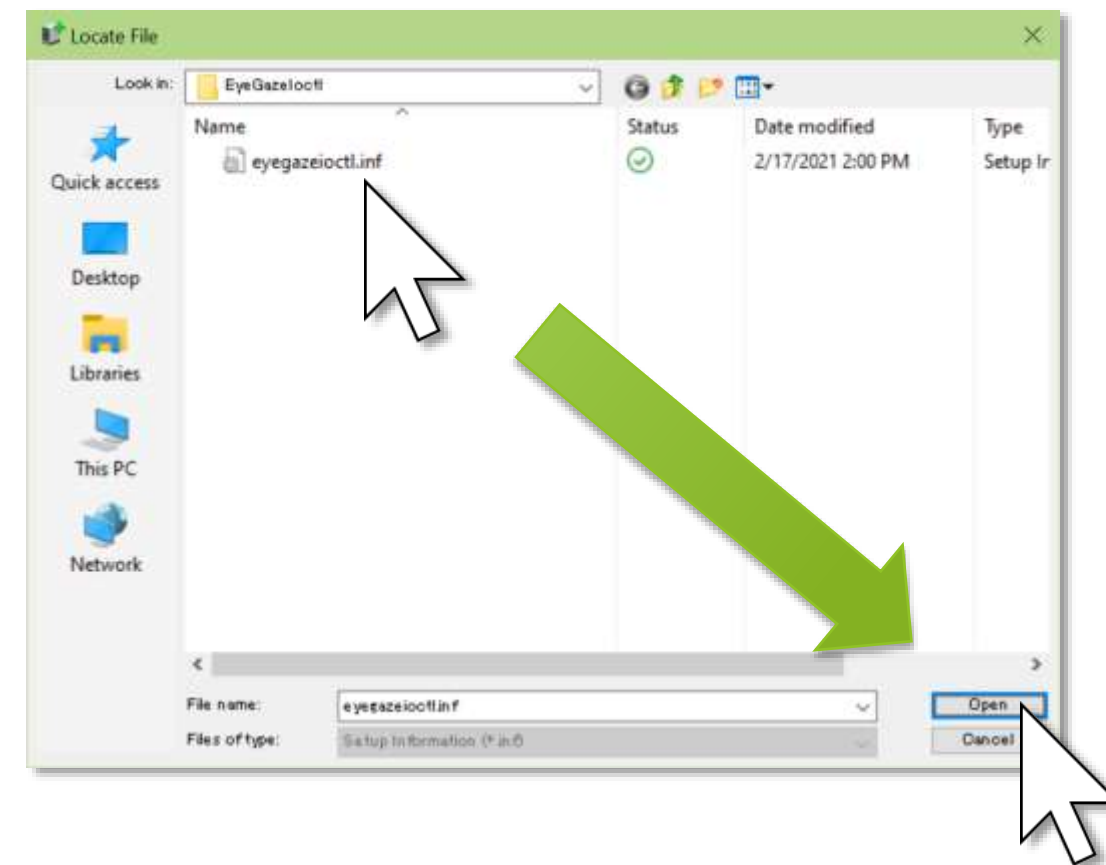 Locate File
Look in: EyeGazeIoctl
Name Status Date modified Type
eyegazeioctl.inf 2/17/2021 2:00 PM Setup Ir
Quick access
Desktop
Libraries
This PC
Network
File name: eyegazeioctl.inf Open
Files of type: Setup Information (*.inf) Cancel